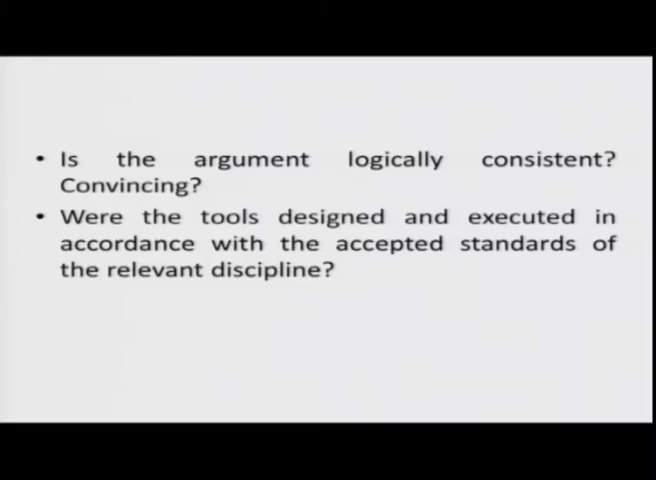 • Is the argument logically consistent?
Convincing?
• Were the tools designed and executed in
accordance with the accepted standards of
the relevant discipline?